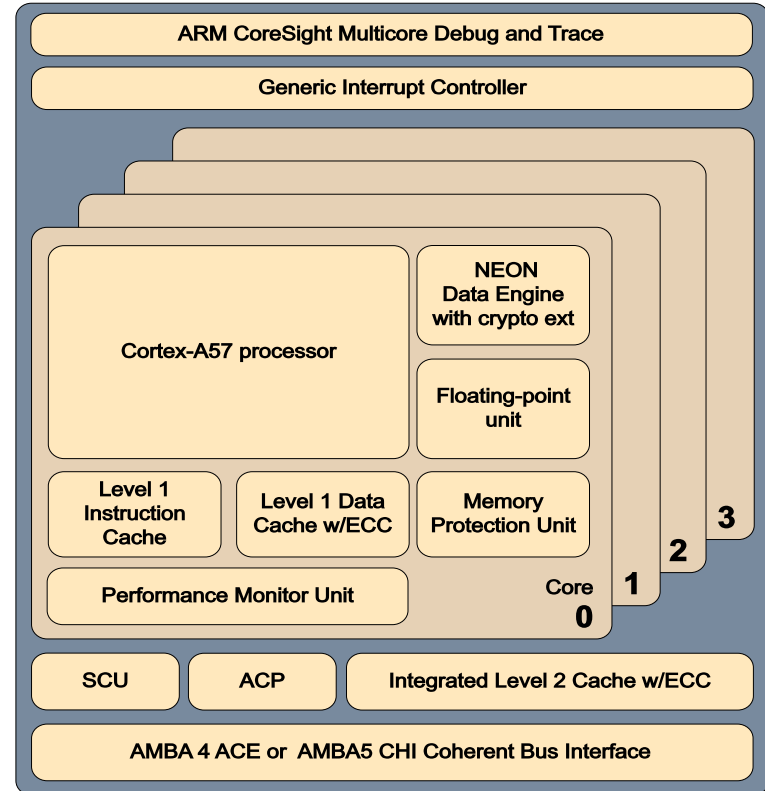 ARM CoreSight Multicore Debug and Trace
Generic Interrupt Controller
NEON
Data Engine
with crypto ext
Cortex-A57 processor
Floating-point
unit
Level 1
Instruction
Cache
Level 1 Data
Cache w/ECC
Memory
Protection Unit
Performance Monitor Unit
Core
0
1
2
3
SCU
ACP
Integrated Level 2 Cache w/ECC
AMBA 4 ACE or AMBA5 CHI Coherent Bus Interface